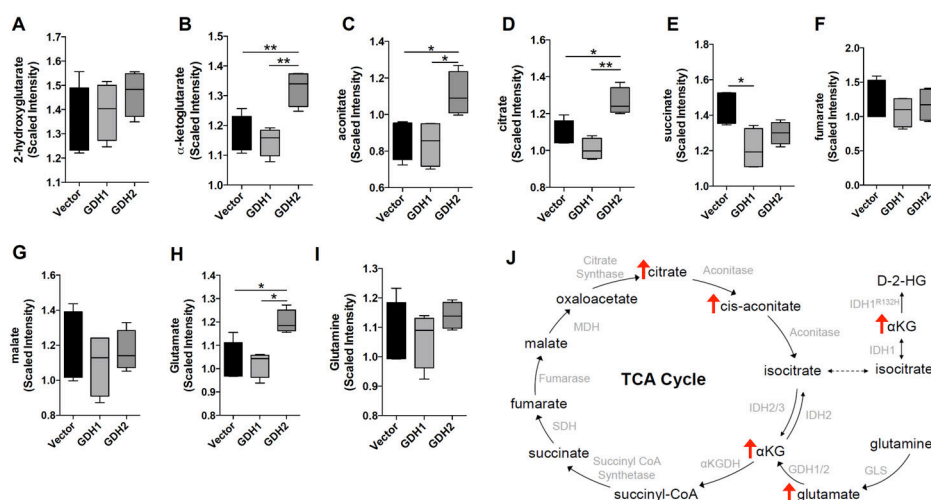 A
2-hydroxyglutarate
(Scaled Intensity)
1.7
1.6
1.5
1.4
1.3
1.2
1.1
Vector
GDH1
GDH2
B
α-ketoglutarate
(Scaled Intensity)
1.5
1.4
1.3
1.2
1.1
1.0
**
**
Vector
GDH1
GDH2
C
aconitate
(Scaled Intensity)
1.4
1.2
1.0
0.8
0.6
*
*
Vector
GDH1
GDH2
D
citrate
(Scaled Intensity)
1.6
1.4
1.2
1.0
0.8
*
**
Vector
GDH1
GDH2
E
succinate
(Scaled Intensity)
1.8
1.6
1.4
1.2
1.0
*
Vector
GDH1
GDH2
F
fumarate
(Scaled Intensity)
2.0
1.5
1.0
0.5
0.0
Vector
GDH1
GDH2
G
malate
(Scaled Intensity)
1.6
1.4
1.2
1.0
0.8
Vector
GDH1
GDH2
H
Glutamate
(Scaled Intensity)
1.4
1.3
1.2
1.1
1.0
0.9
0.8
*
*
Vector
GDH1
GDH2
I
Glutamine
(Scaled Intensity)
1.3
1.2
1.1
1.0
0.9
0.8
Vector
GDH1
GDH2
J
Citrate
Synthase
citrate
Aconitase
oxaloacetate
cis-aconitate
D-2-HG
IDH1R132H
MDH
αKG
malate
Aconitase
IDH1
TCA Cycle
isocitrate
isocitrate
Fumarase
fumarate
IDH2/3
IDH2
SDH
αKG
glutamine
succinate
Succinyl CoA
Synthetase
αKGDH
GDH1/2
GLS
succinyl-CoA
glutamate